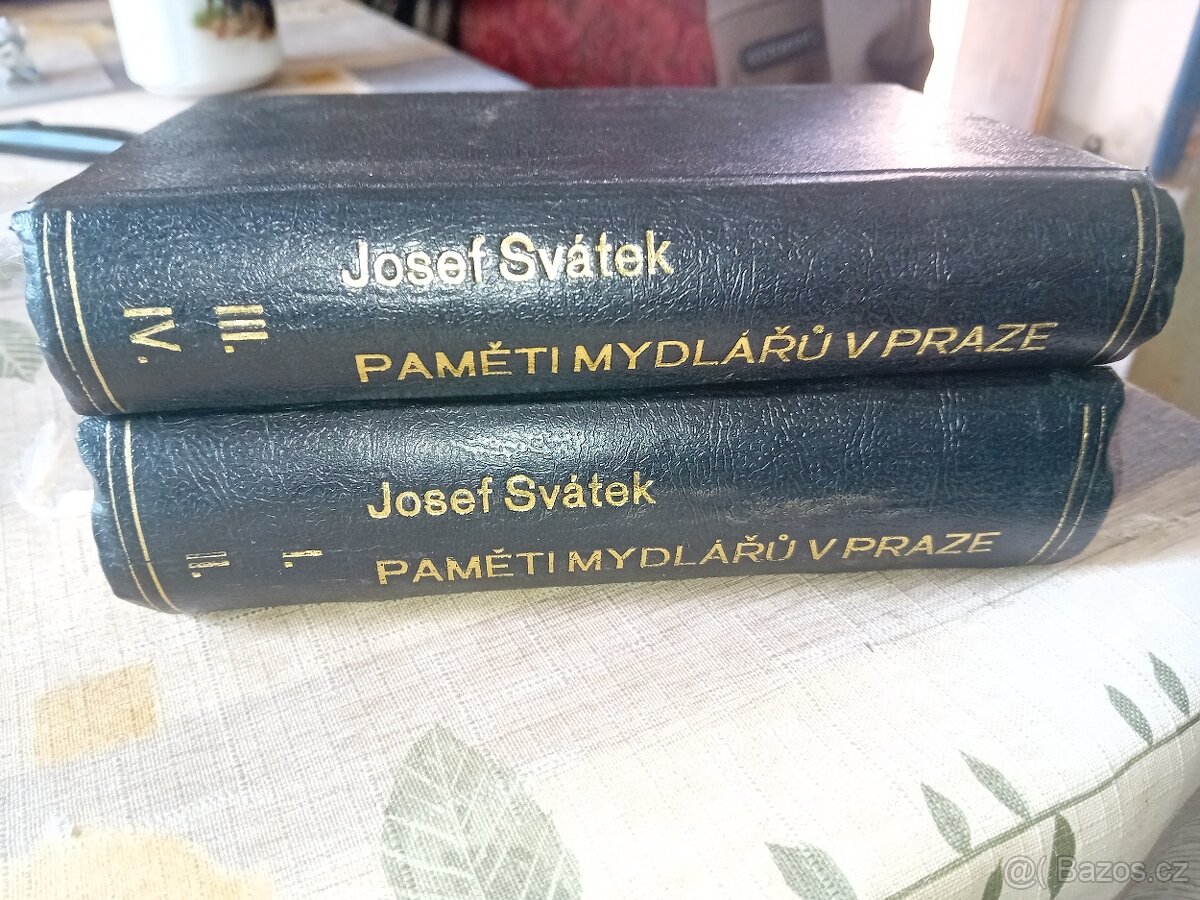 Josef Svátek
PAMĚTI MYDLÁŘŮ V PRAZE
III.
IV.
Josef Svátek
PAMĚTI MYDLÁŘŮ V PRAZE
I.
II.
@( Bazos.cz